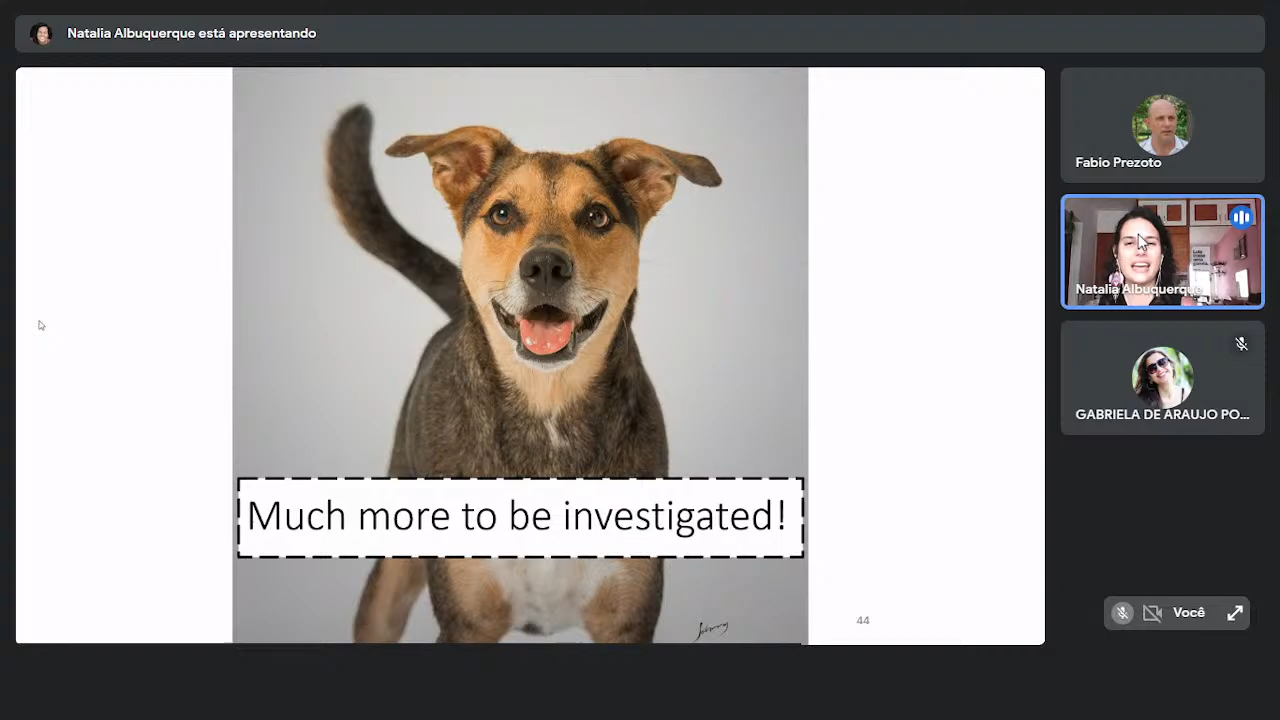 Natalia Albuquerque está apresentando
Fabio Prezoto
Natalia Albuquerque
GABRIELA DE ARAUJO PO...
Much more to be investigated!
44
Você